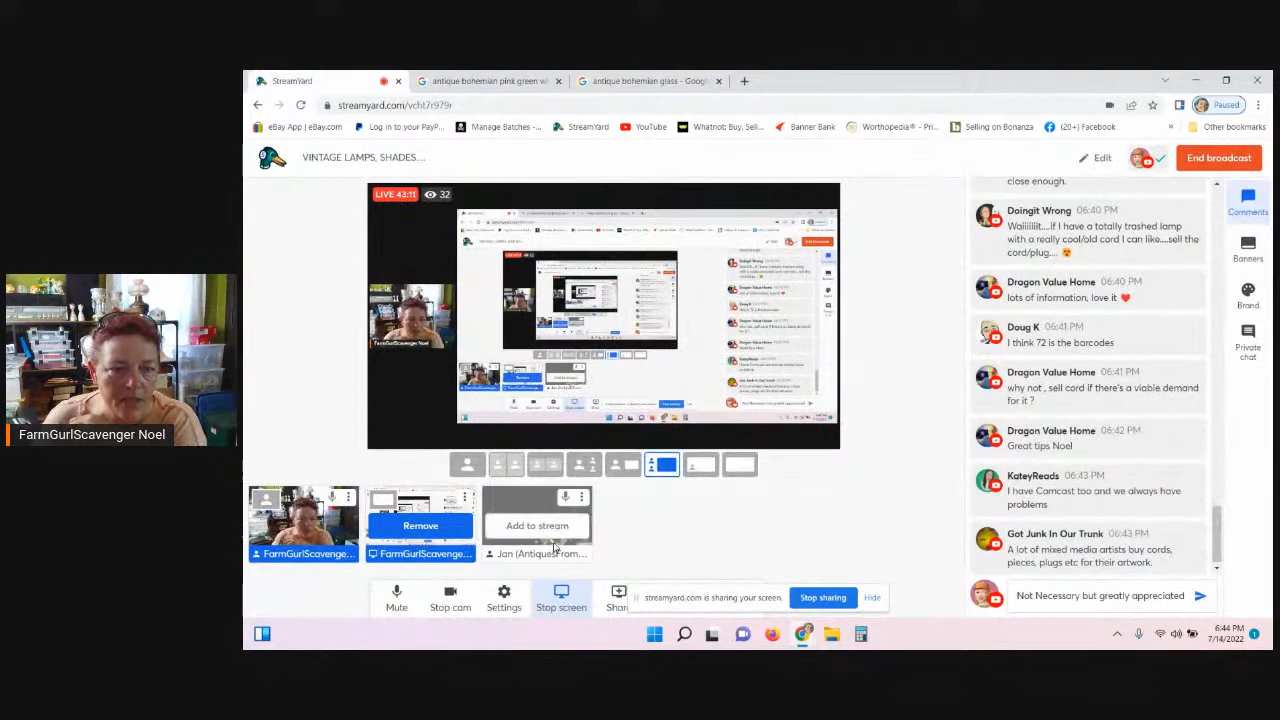 StreamYard
antique bohemian pink green w
antique bohemian glass - Goog
streamyard.com/vcht7r979r
Paused
eBay App | eBay.com
Log in to your PayP...
Manage Batches -...
StreamYard
YouTube
Whatnot: Buy, Sell...
Banner Bank
Worthopedia® - Pri...
Selling on Bonanza
(20+) Facebook
»
Other bookmarks
VINTAGE LAMPS, SHADES...
Edit
End broadcast
LIVE 43:11
32
FarmGurlScavenger Noel
Remove
Add to stream
FarmGurlScavenge...
FarmGurlScavenge...
Jan (AntiquesFrom...
Mute
Stop cam
Settings
Stop screen
Shar
streamyard.com is sharing your screen.
Stop sharing
Hide
close enough.
Doingit Wrong 06:40 PM
with a really cool/old cord I can like....sell the
cord/plug....
Dragon Value Home 06:40 PM
lots of information, love it
Doug K 06:41 PM
I think 72 is the barcodes
Dragon Value Home 06:41 PM
why not , sell cord if there's a viable demand
for it ?
Dragon Value Home 06:42 PM
Great tips Noel
KateyReads 06:43 PM
I have Comcast too and we always have
problems
Got Junk In Our Trunk 06:43 PM
A lot of mixed media artists buy cords,
pieces, plugs etc for their artwork.
Not Necessary but greatly appreciated
Comments
Banners
Brand
Private
chat
6:44 PM
7/14/2022
1